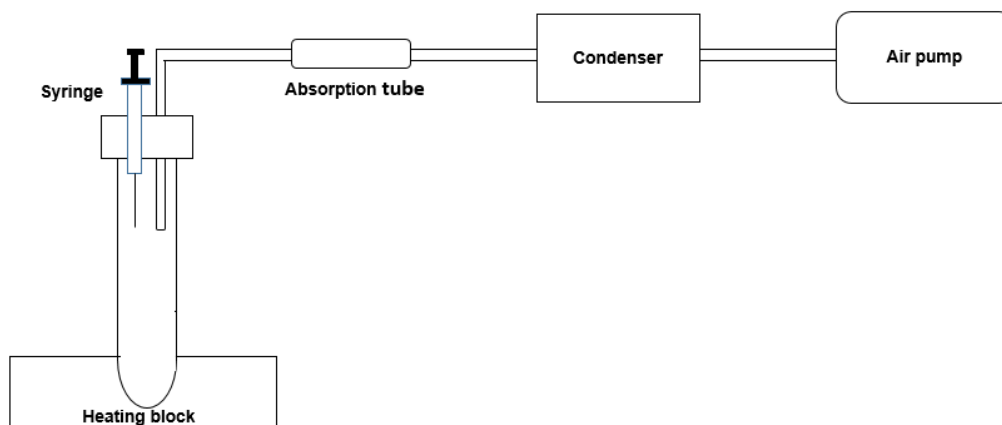 Condenser
Air pump
Syringe
Absorption tube
Heating block